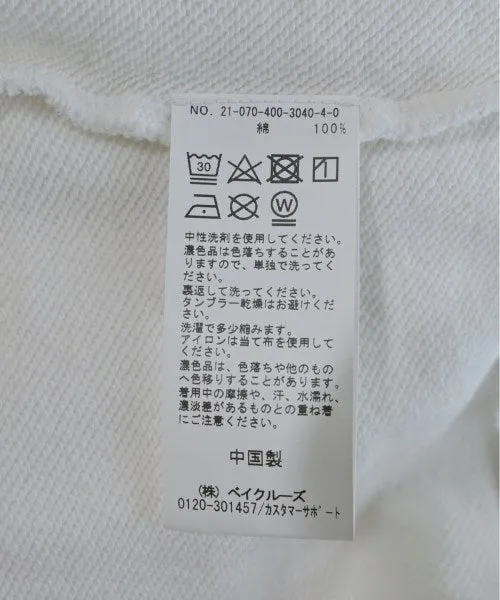 NO. 21-070-400-3040-4-0
綿 100%
30
W
中性洗剤を使用してください。
濃色品は色落ちすることがあ
りますので、単独で洗ってく
ださい。
裏返して洗ってください。
タンブラー乾燥はお避けくだ
さい。
洗濯で多少縮みます。
アイロンは当て布を使用して
ください。
濃色品は、色落ちや他のもの
へ色移りすることがあります。
着用中の摩擦や、汗、水濡れ、
濃淡差があるものとの重ね着
にご注意ください。
中国製
(株) ベイクルーズ
0120-301457/カスタマーサポート